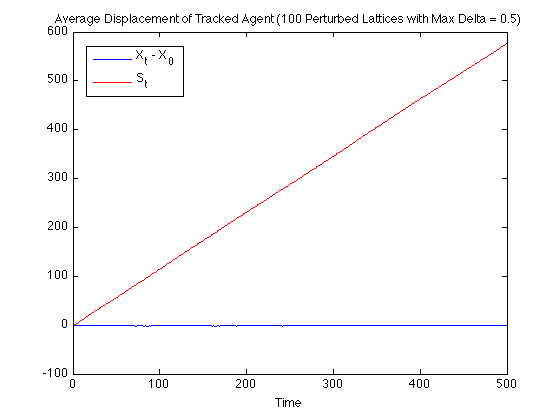 Average Displacement of Tracked Agent (100 Perturbed Lattices with Max Delta = 0.5)
600
X_t - X_0
S_t
500
400
300
200
100
0
-100
0 100 200 300 400 500
Time